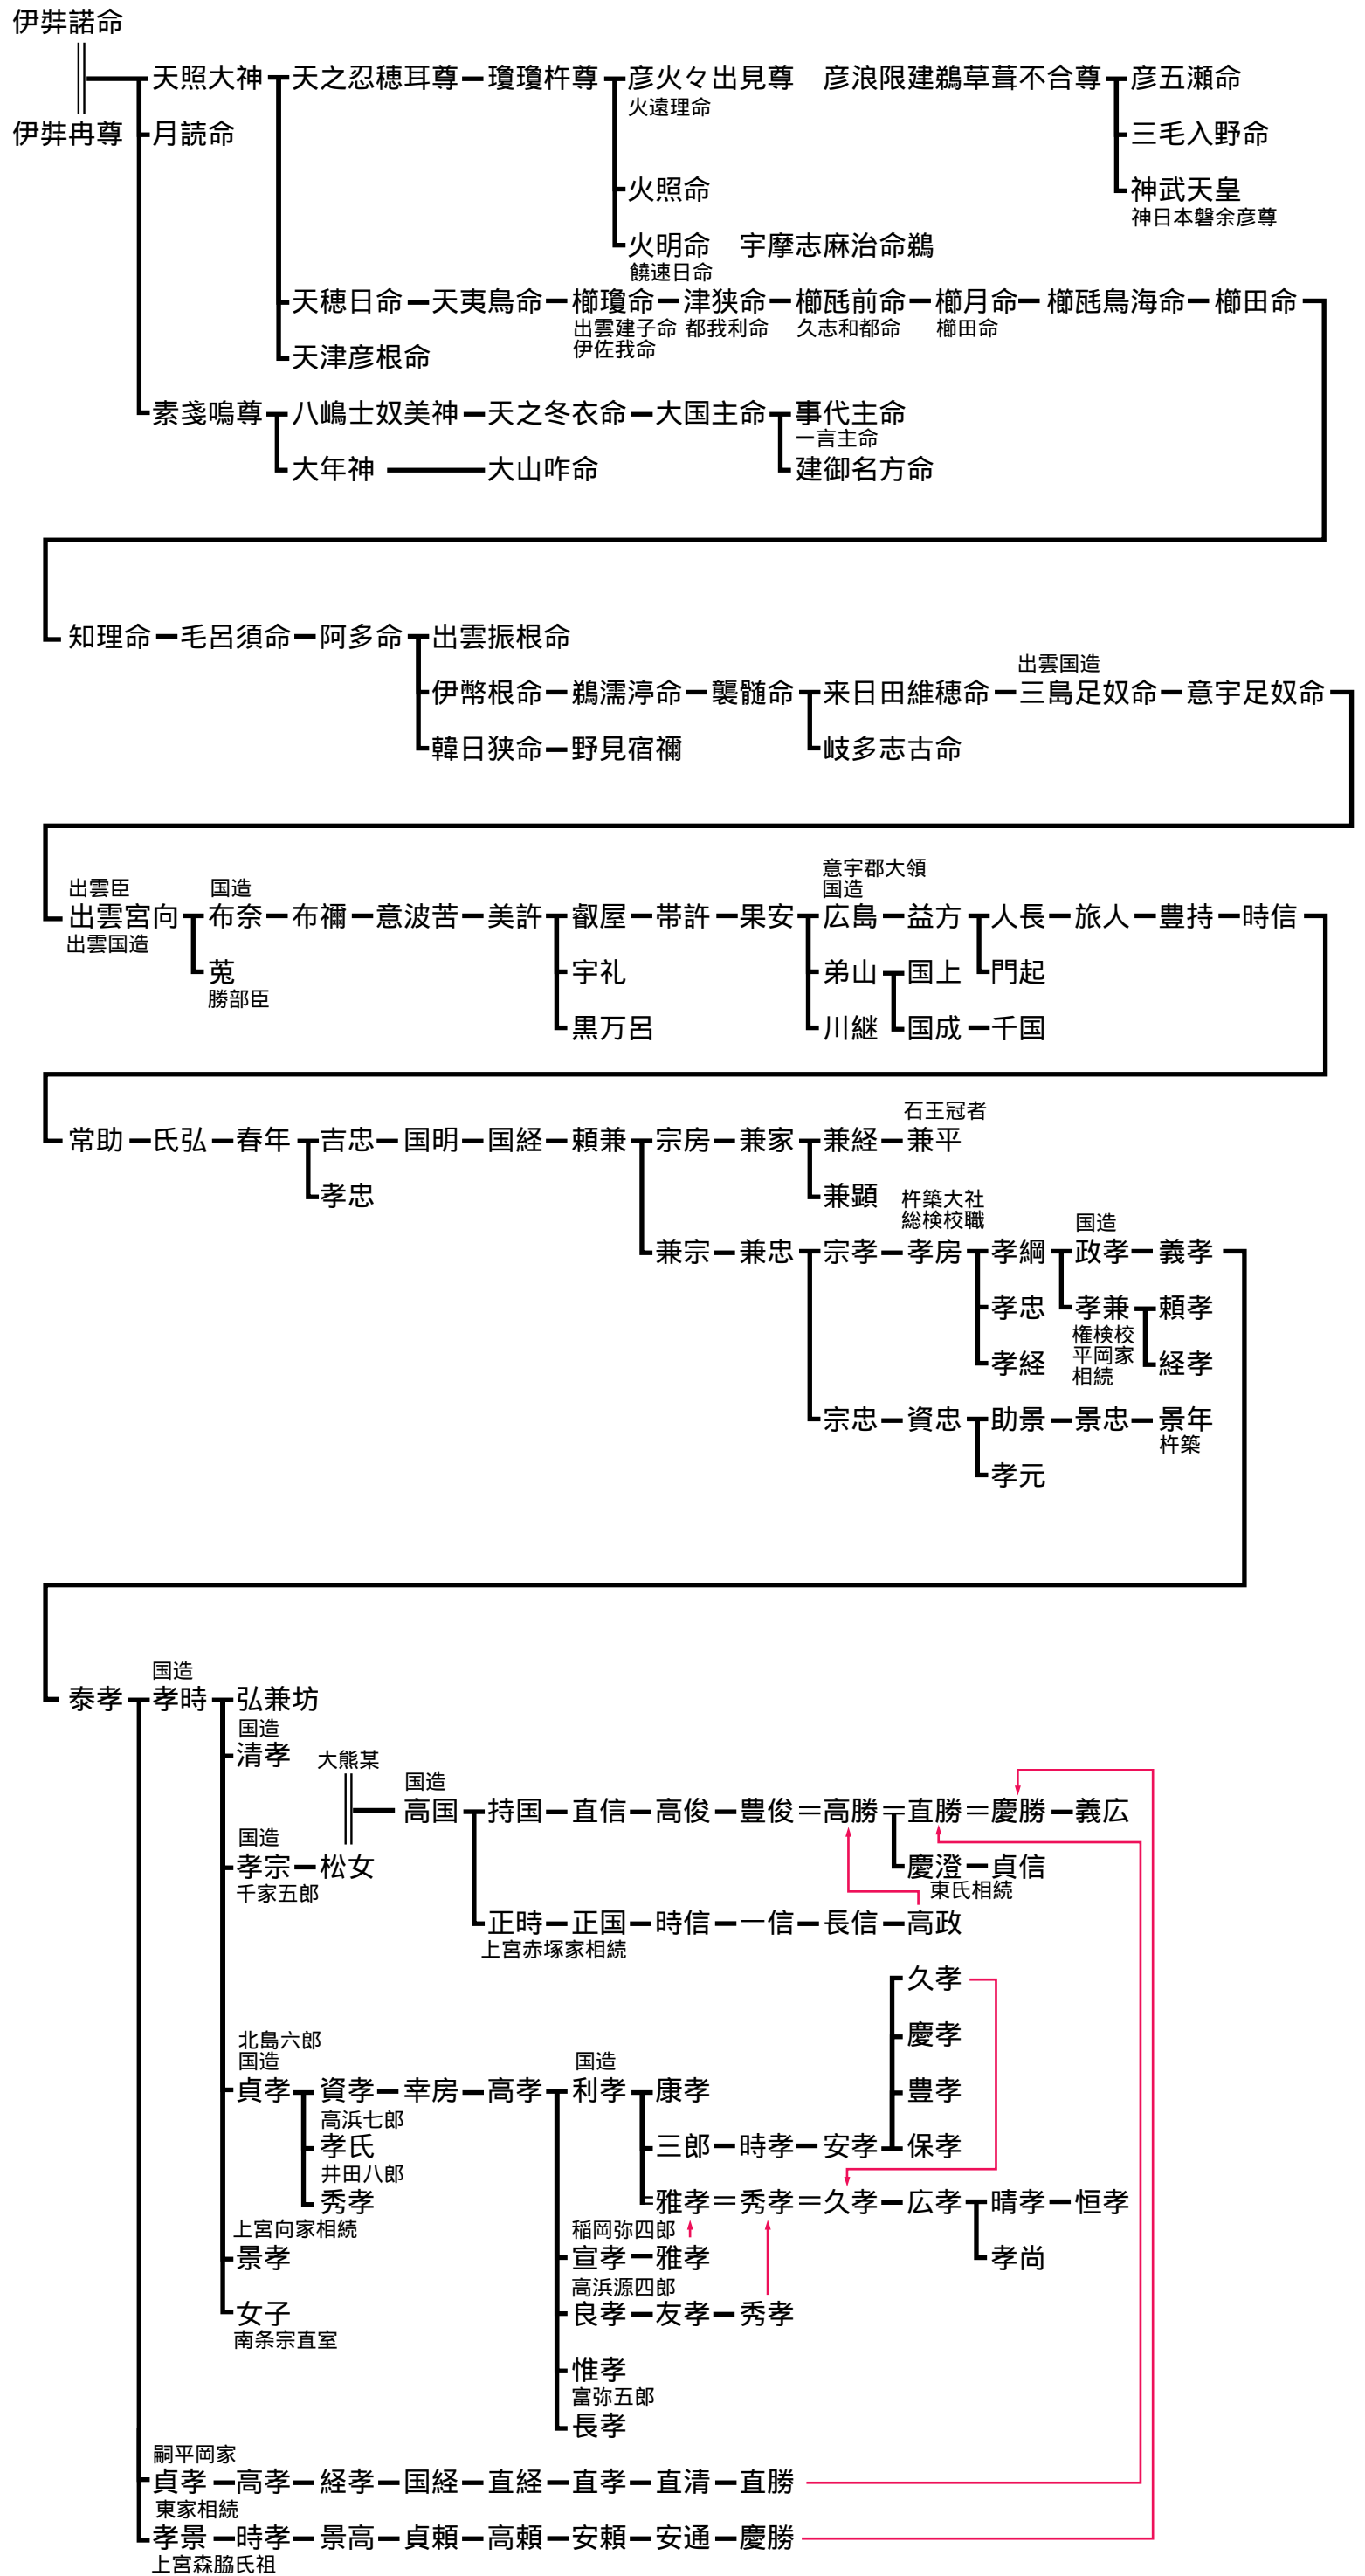 伊弉諾命
天照大神 天之忍穂耳尊 瓊瓊杵尊 彦火々出見尊 彦浪限建鵜草葺不合尊 彦五瀬命
火遠理命
伊弉冉尊 月読命 三毛入野命
火照命 神武天皇
神日本磐余彦尊
火明命 宇摩志麻治命鵜
饒速日命
天穂日命 天夷鳥命 櫛瓊命 津狭命 櫛瓺前命 櫛月命 櫛瓺鳥海命 櫛田命
出雲建子命 都我利命 久志和都命 櫛田命
伊佐我命
天津彦根命
素戔嗚尊 八嶋士奴美神 天之冬衣命 大国主命 事代主命
一言主命
大年神 大山咋命 建御名方命
知理命 毛呂須命 阿多命 出雲振根命
出雲国造
伊幣根命 鵜濡渟命 襲髄命 来日田維穂命 三島足奴命 意宇足奴命
韓日狭命 野見宿禰 岐多志古命
意宇郡大領
出雲臣 国造 国造
出雲宮向 布奈 布禰 意波苦 美許 叡屋 帯許 果安 広島 益方 人長 旅人 豊持 時信
出雲国造
蒐 宇礼 弟山 国上 門起
勝部臣
黒万呂 川継 国成 千国
石王冠者
常助 氏弘 春年 吉忠 国明 国経 頼兼 宗房 兼家 兼経 兼平
孝忠 兼顕
杵築大社
総検校職 国造
兼宗 兼忠 宗孝 孝房 孝綱 政孝 義孝
孝忠 孝兼 頼孝
権検校
平岡家
孝経 経孝
相続
宗忠 資忠 助景 景忠 景年
杵築
孝元
国造
泰孝 孝時 弘兼坊
国造
清孝 大熊某
国造
高国 持国 直信 高俊 豊俊 高勝 直勝 慶勝 義広
国造
孝宗 松女 慶澄 貞信
千家五郎 東氏相続
正時 正国 時信 一信 長信 高政
上宮赤塚家相続
久孝
北島六郎 慶孝
国造 国造
貞孝 資孝 幸房 高孝 利孝 康孝 豊孝
高浜七郎
孝氏 三郎 時孝 安孝 保孝
井田八郎
秀孝 雅孝 秀孝 久孝 広孝 晴孝 恒孝
上宮向家相続 稲岡弥四郎
景孝 宣孝 雅孝 孝尚
高浜源四郎
女子 良孝 友孝 秀孝
南条宗直室
惟孝
富弥五郎
長孝
嗣平岡家
貞孝 高孝 経孝 国経 直経 直孝 直清 直勝
東家相続
孝景 時孝 景高 貞頼 高頼 安頼 安通 慶勝
上宮森脇氏祖